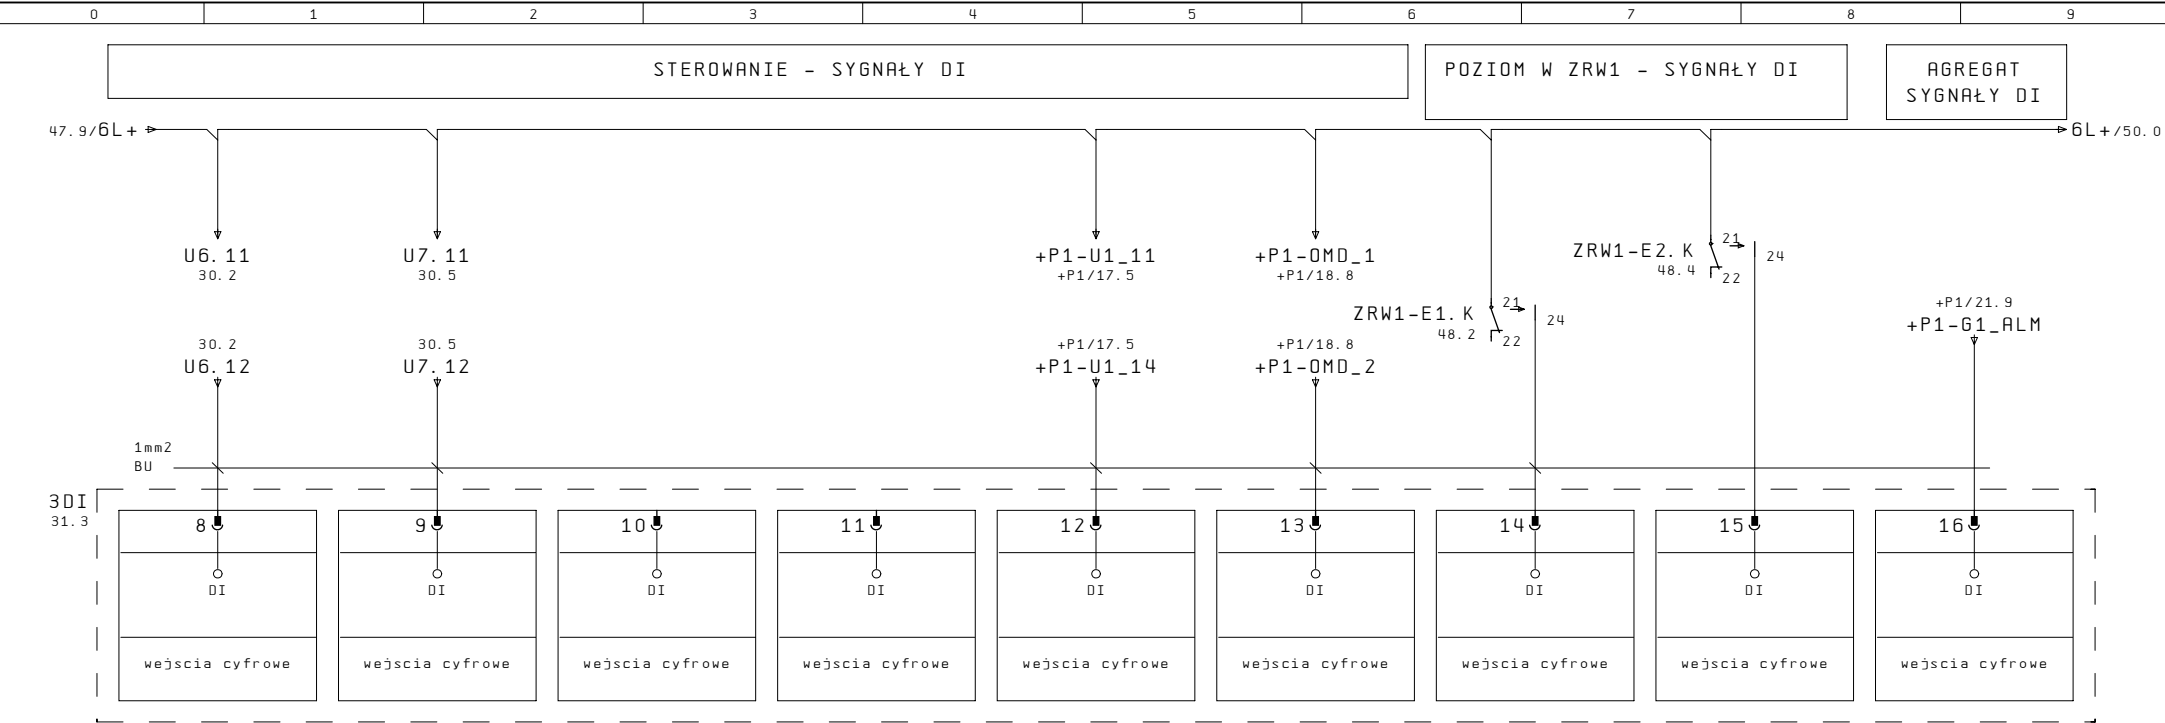 0 1 2 3 4 5 6 7 8 9
STEROWANIE - SYGNAŁY DI
POZIOM W ZRW1 - SYGNAŁY DI
AGREGAT
SYGNAŁY DI
47.9/6L+
6L+/50.0
U6.11
30.2
U7.11
30.5
+P1-U1_11
+P1/17.5
+P1-OMD_1
+P1/18.8
ZRW1-E2.K
48.4
21
22
24
ZRW1-E1.K
48.2
21
22
24
+P1/21.9
+P1-G1_ALM
30.2
U6.12
30.5
U7.12
+P1/17.5
+P1-U1_14
+P1/18.8
+P1-OMD_2
1mm2
BU
3DI
31.3
8 9 10 11 12 13 14 15 16
DI DI DI DI DI DI DI DI DI
wejscia cyfrowe wejscia cyfrowe wejscia cyfrowe wejscia cyfrowe wejscia cyfrowe wejscia cyfrowe wejscia cyfrowe wejscia cyfrowe wejscia cyfrowe